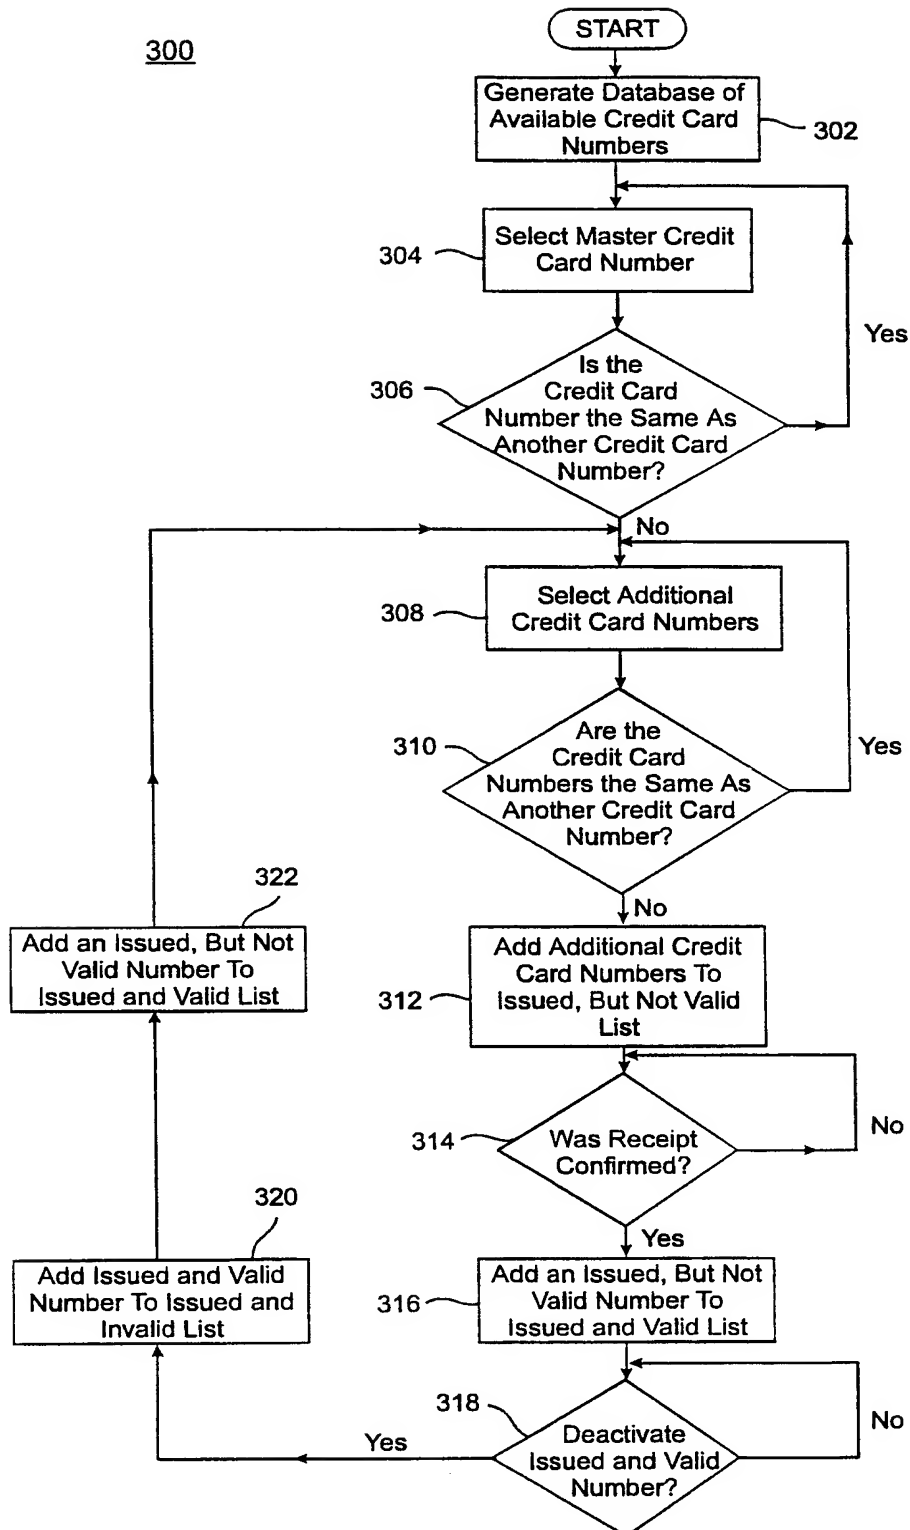 300
START
Generate Database of
Available Credit Card
Numbers
302
304
Select Master Credit
Card Number
Yes
306
Is the
Credit Card
Number the Same As
Another Credit Card
Number?
No
308
Select Additional
Credit Card Numbers
310
Are the
Credit Card
Numbers the Same As
Another Credit Card
Number?
Yes
No
322
Add an Issued, But Not
Valid Number To
Issued and Valid List
312
Add Additional Credit
Card Numbers To
Issued, But Not Valid
List
314
Was Receipt
Confirmed?
No
Yes
320
Add Issued and Valid
Number To Issued and
Invalid List
316
Add an Issued, But Not
Valid Number To
Issued and Valid List
318
Deactivate
Issued and Valid
Number?
No
Yes